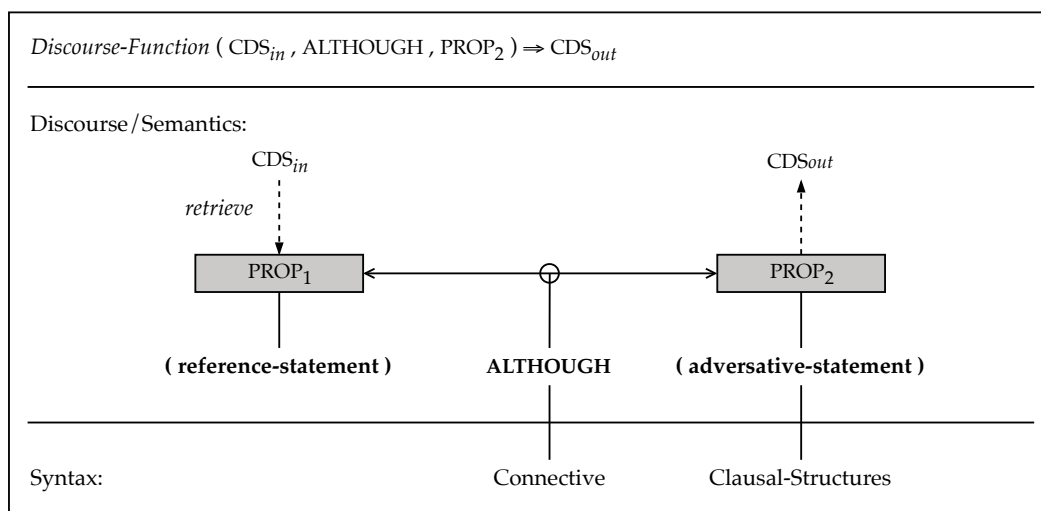 Discourse-Function ( CDSin , ALTHOUGH , PROP2 ) ⇒ CDSout
Discourse/Semantics:
CDSin CDSout
retrieve
PROP1 PROP2
( reference-statement ) ALTHOUGH ( adversative-statement )
Syntax: Connective Clausal-Structures